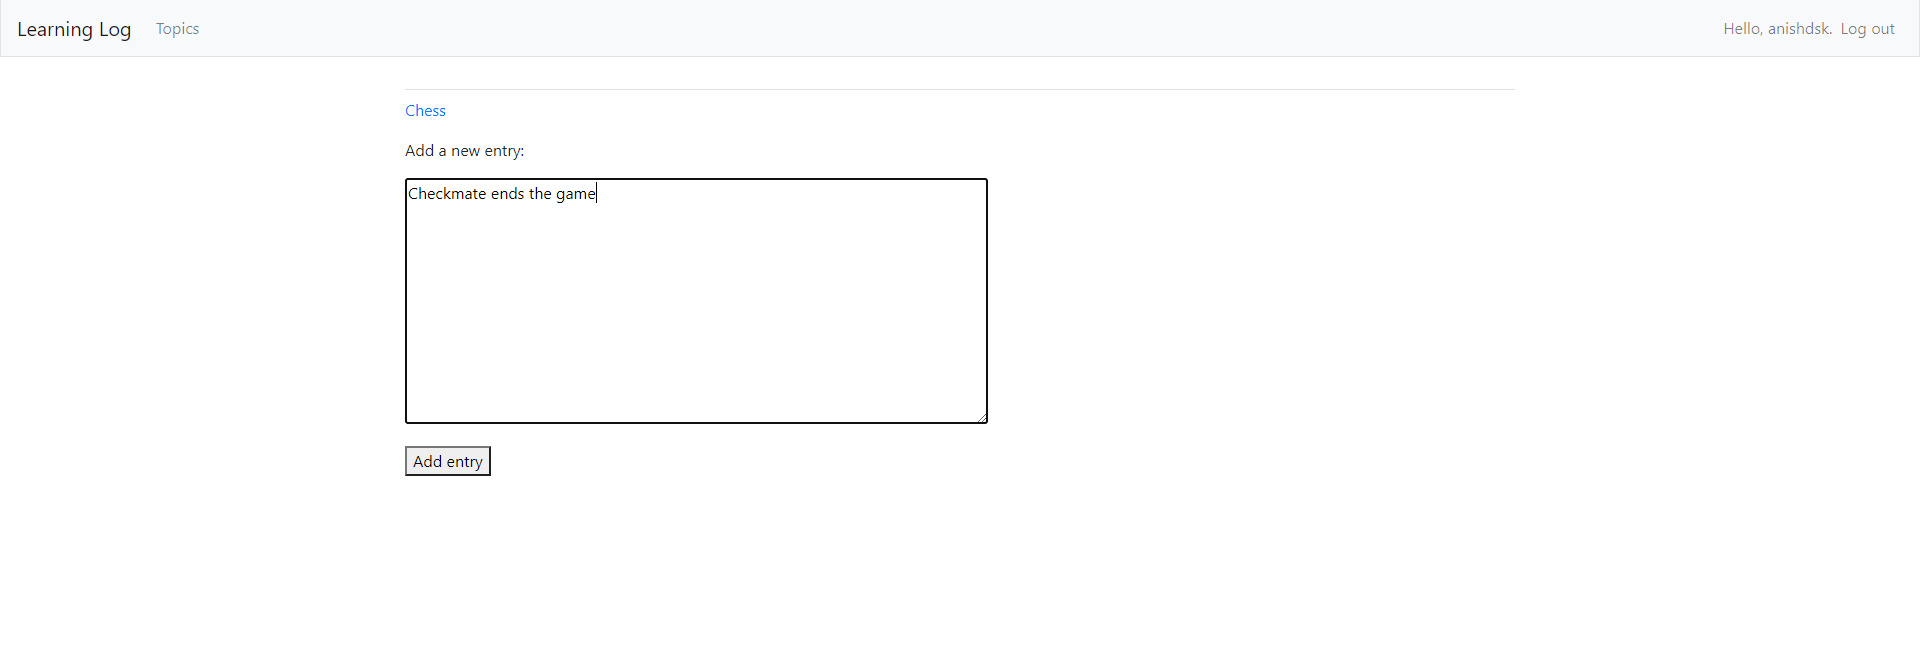 Learning Log Topics Hello, anishdsk. Log out
Chess
Add a new entry:
Checkmate ends the game
Add entry